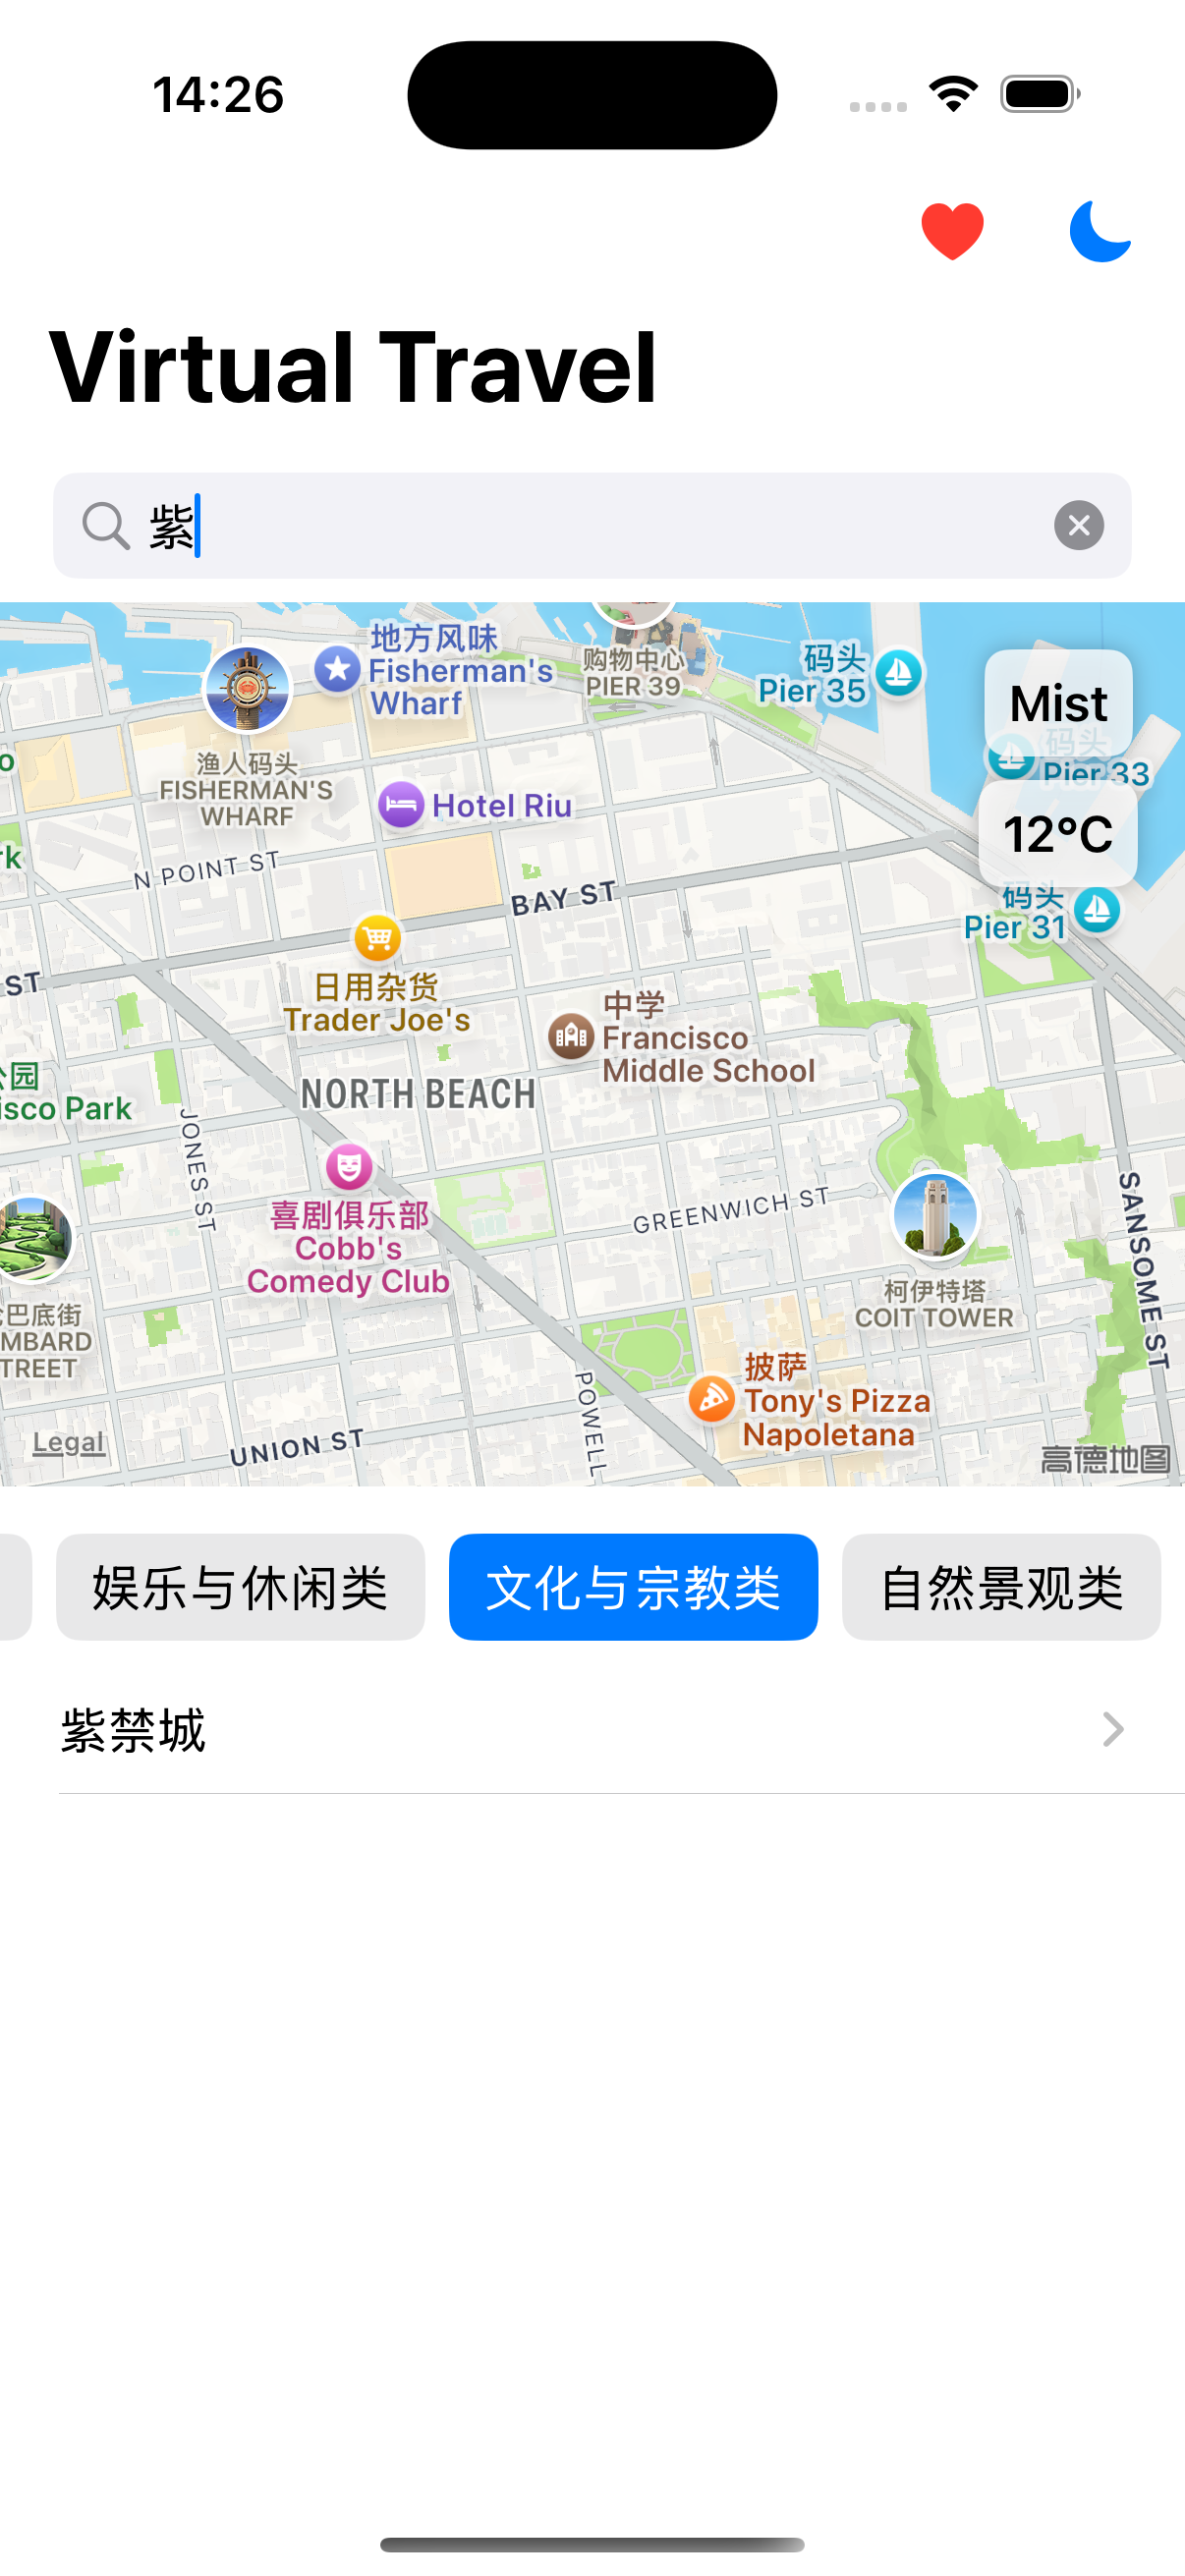 14:26
Virtual Travel
紫
地方风味
Fisherman's
Wharf
购物中心
PIER 39
码头
Pier 35
Mist
码头
Pier 33
渔人码头
FISHERMAN'S
WHARF
Hotel Riu
12°C
N POINT ST
BAY ST
码头
Pier 31
ST
日用杂货
Trader Joe's
中学
Francisco
Middle School
公园
isco Park
NORTH BEACH
JONES ST
喜剧俱乐部
Cobb's
Comedy Club
GREENWICH ST
SANSOME ST
柯伊特塔
COIT TOWER
巴底街
MBARD
TREET
披萨
Tony's Pizza
Napoletana
POWELL
Legal
UNION ST
高德地图
娱乐与休闲类
文化与宗教类
自然景观类
紫禁城